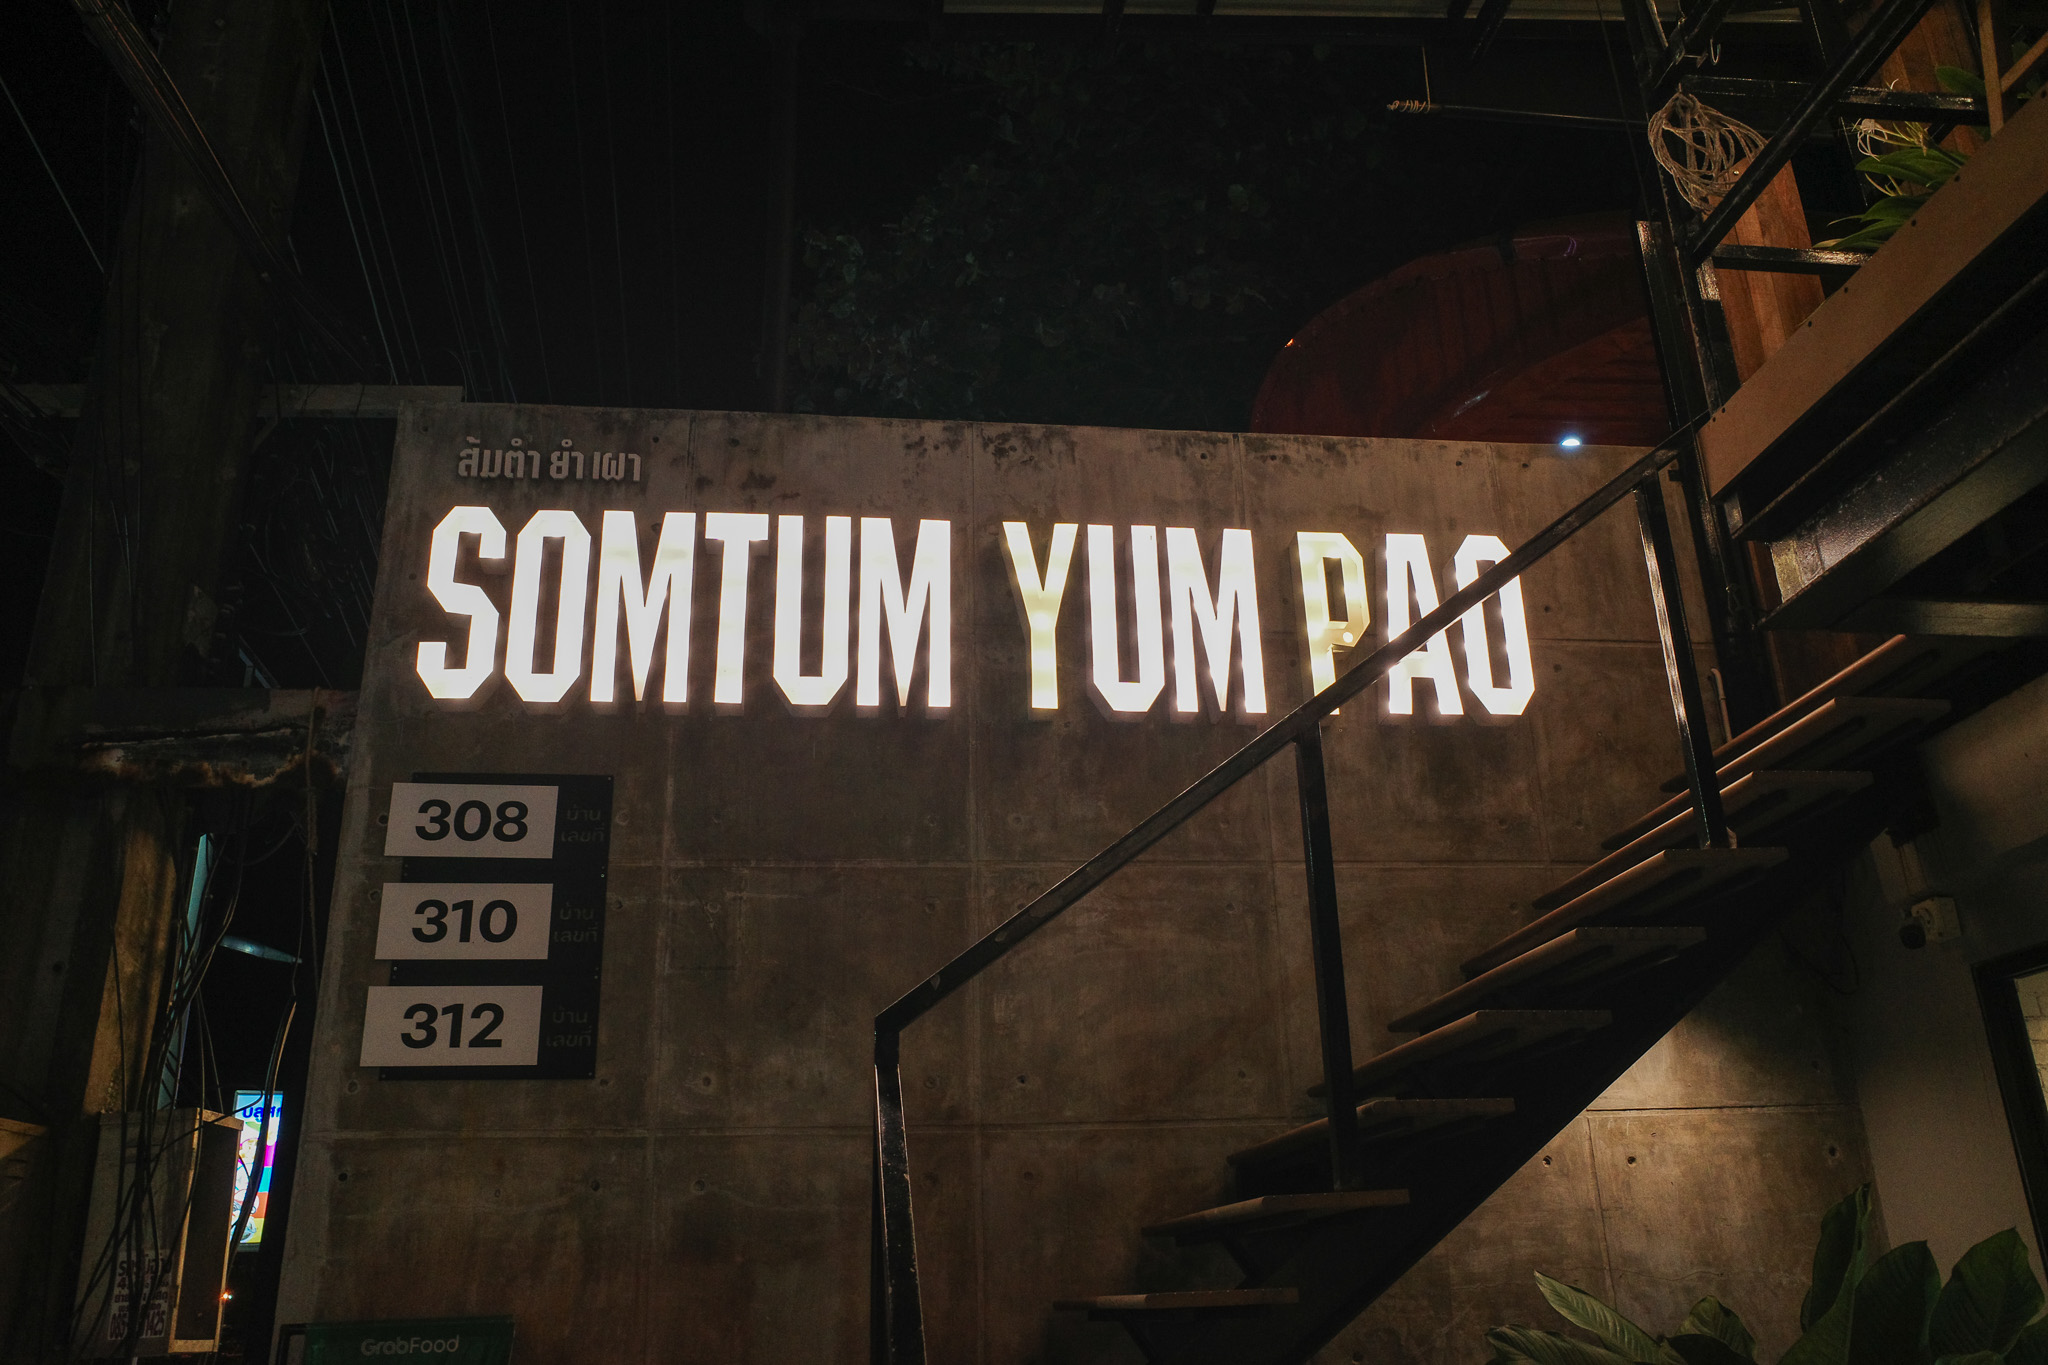 ส้มตำ ยำ เผา
SOMTUM YUM PAO
308
บ้าน
เลขที่
310
บ้าน
เลขที่
312
บ้าน
เลขที่
GrabFood